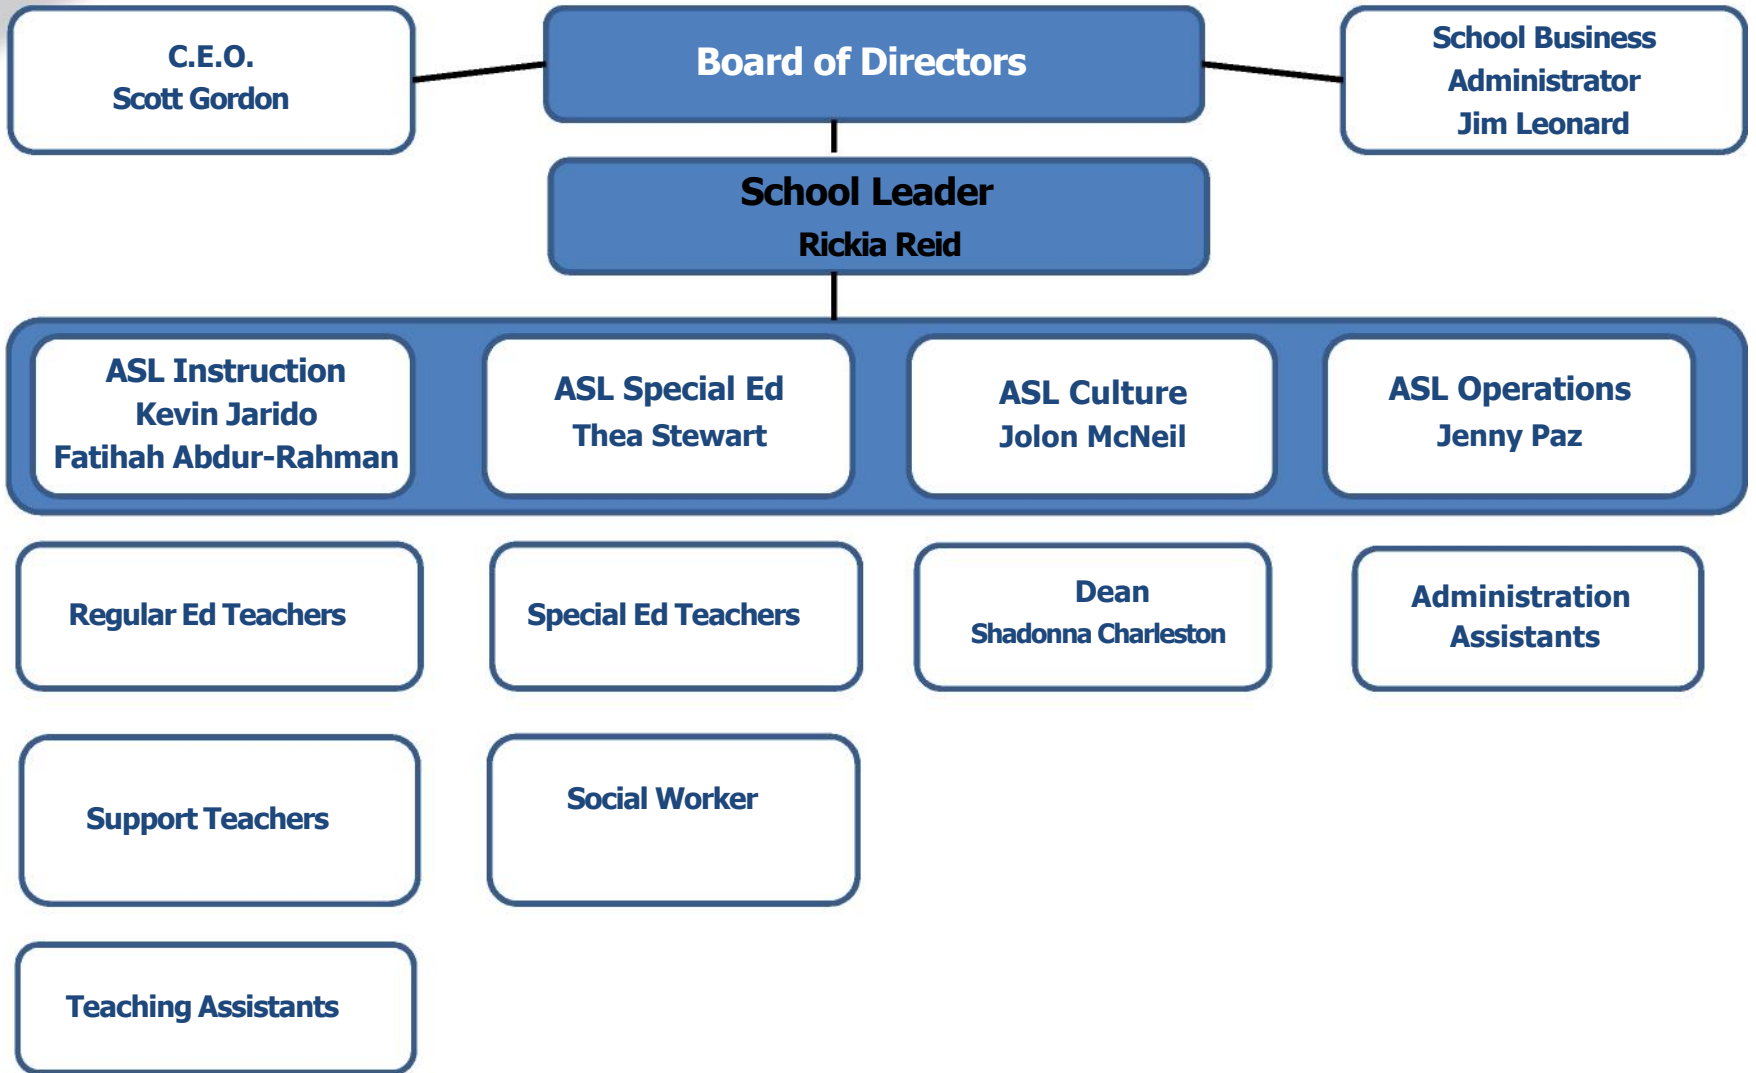 C.E.O.
Scott Gordon
Board of Directors
School Business
Administrator
Jim Leonard
School Leader
Rickia Reid
ASL Instruction
Kevin Jarido
Fatihah Abdur-Rahman
ASL Special Ed
Thea Stewart
ASL Culture
Jolon McNeil
ASL Operations
Jenny Paz
Regular Ed Teachers
Special Ed Teachers
Dean
Shadonna Charleston
Administration
Assistants
Support Teachers
Social Worker
Teaching Assistants